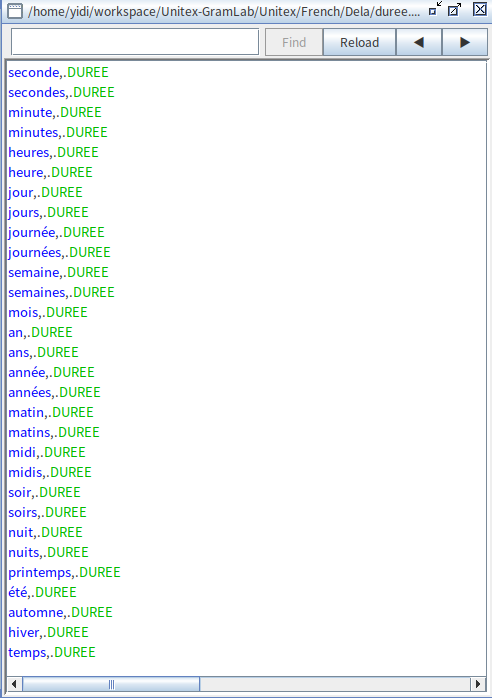 /home/yidi/workspace/Unitex-GramLab/Unitex/French/Dela/duree....
Find
Reload
seconde,.DUREE
secondes,.DUREE
minute,.DUREE
minutes,.DUREE
heures,.DUREE
heure,.DUREE
jour,.DUREE
jours,.DUREE
journée,.DUREE
journées,.DUREE
semaine,.DUREE
semaines,.DUREE
mois,.DUREE
an,.DUREE
ans,.DUREE
année,.DUREE
années,.DUREE
matin,.DUREE
matins,.DUREE
midi,.DUREE
midis,.DUREE
soir,.DUREE
soirs,.DUREE
nuit,.DUREE
nuits,.DUREE
printemps,.DUREE
été,.DUREE
automne,.DUREE
hiver,.DUREE
temps,.DUREE